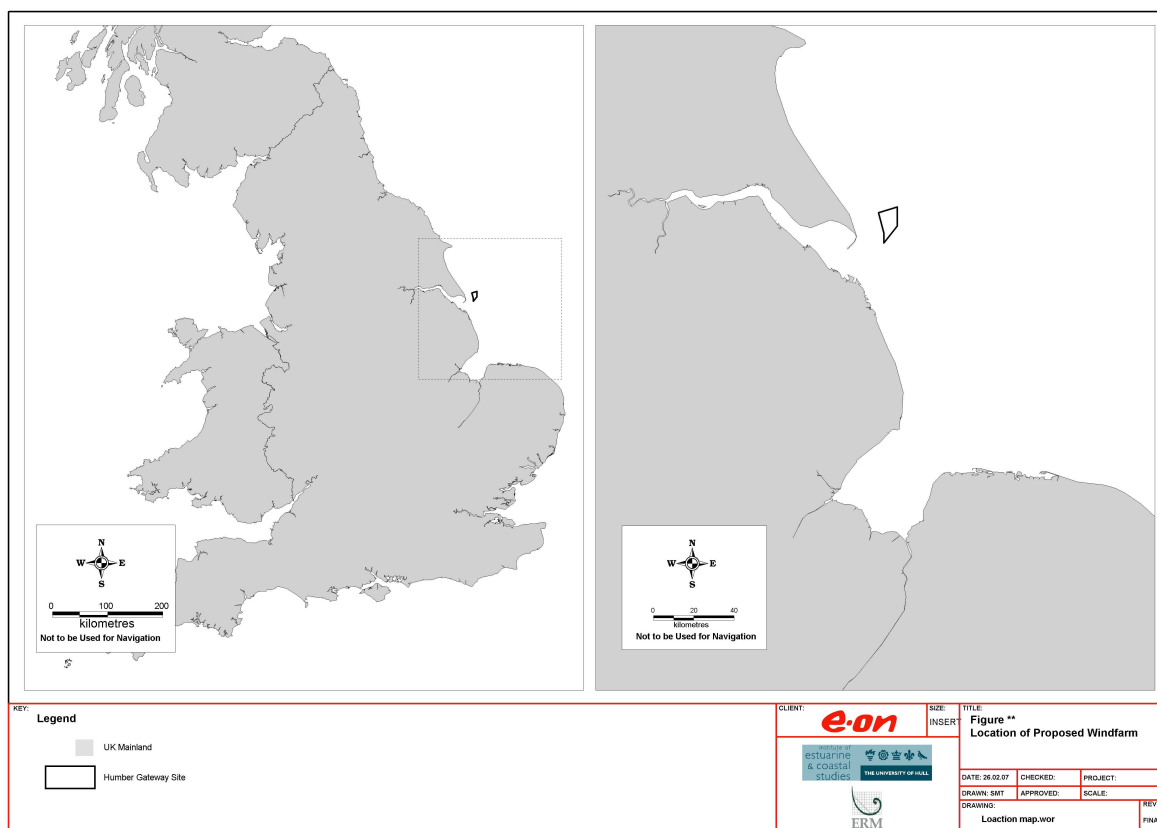 N
W E
S
0 100 200
kilometres
Not to be Used for Navigation
N
W E
S
0 20 40
kilometres
Not to be Used for Navigation
KEY:
Legend
UK Mainland
Humber Gateway Site
CLIENT:
e·on
SIZE:
INSERT
institute of
estuarine
& coastal
studies
THE UNIVERSITY OF HULL
ERM
TITLE:
Figure **
Location of Proposed Windfarm
DATE: 26.02.07 CHECKED: PROJECT:
DRAWN: SMT APPROVED: SCALE:
DRAWING:
Loaction map.wor
REV
FINA